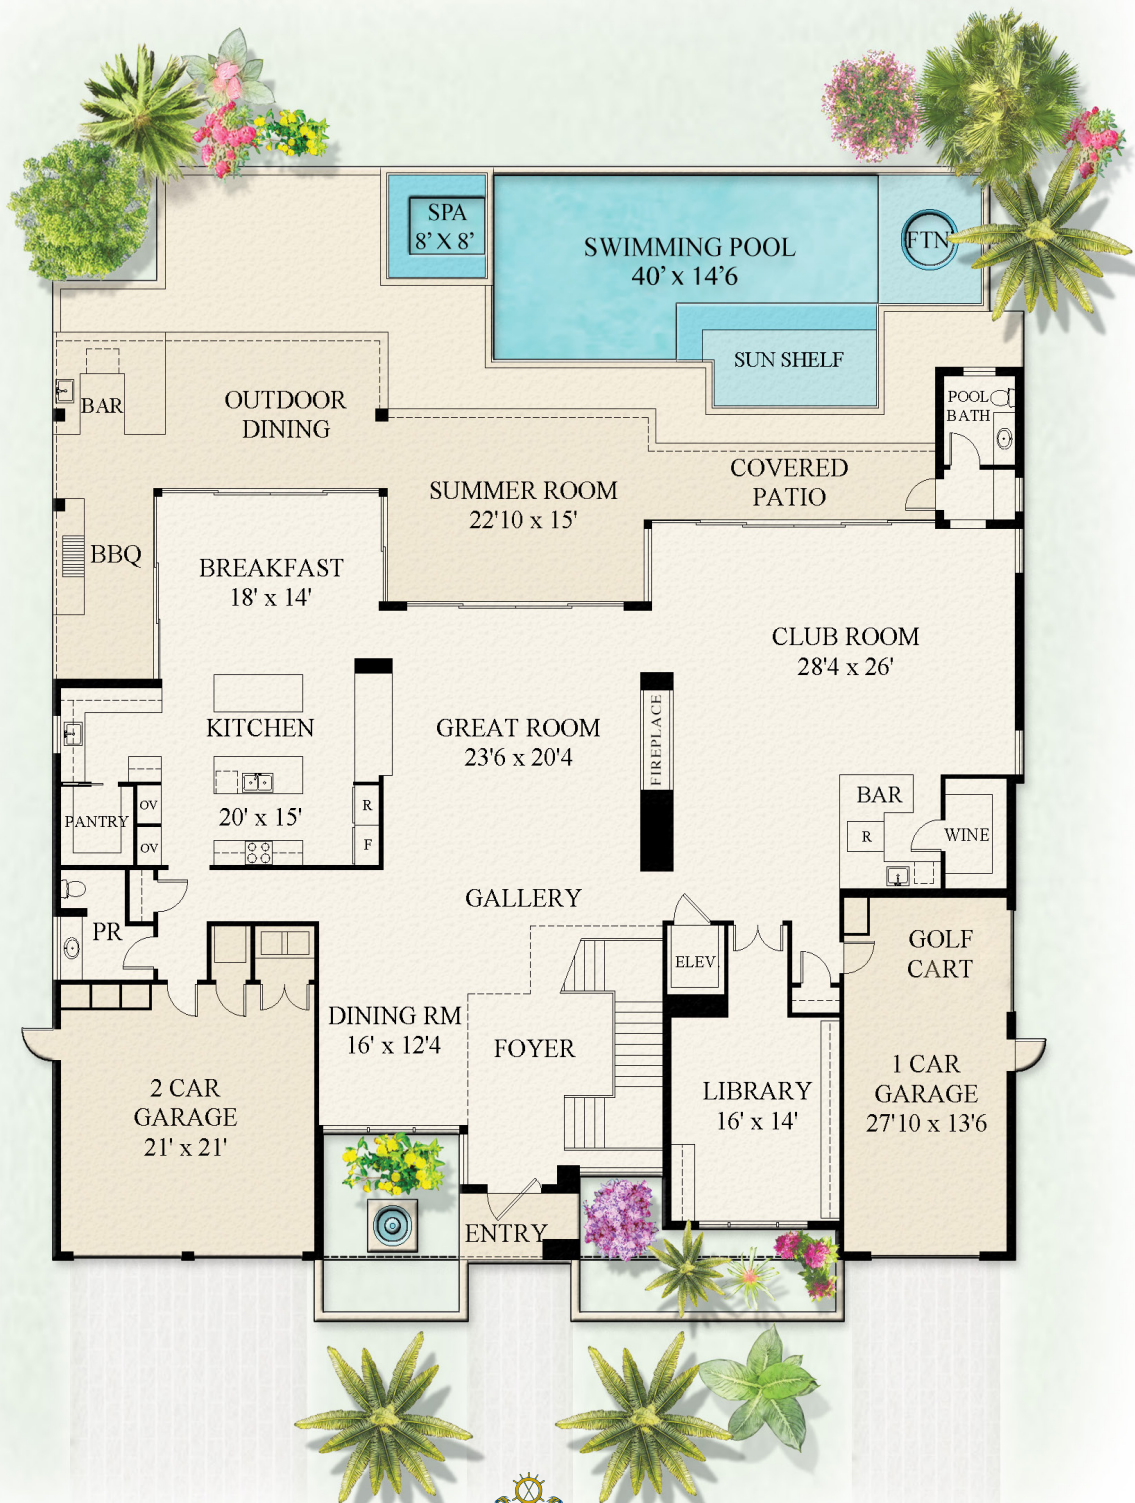 SPA
8' X 8'
SWIMMING POOL
40' x 14'6
FTN
SUN SHELF
BAR
OUTDOOR
DINING
POOL
BATH
COVERED
PATIO
SUMMER ROOM
22'10 x 15'
BBQ
BREAKFAST
18' x 14'
CLUB ROOM
28'4 x 26'
KITCHEN
20' x 15'
GREAT ROOM
23'6 x 20'4
FIREPLACE
PANTRY
OV
OV
R
F
BAR
R
WINE
GALLERY
PR
ELEV.
GOLF
CART
DINING RM
16' x 12'4
FOYER
2 CAR
GARAGE
21' x 21'
LIBRARY
16' x 14'
1 CAR
GARAGE
27'10 x 13'6
ENTRY